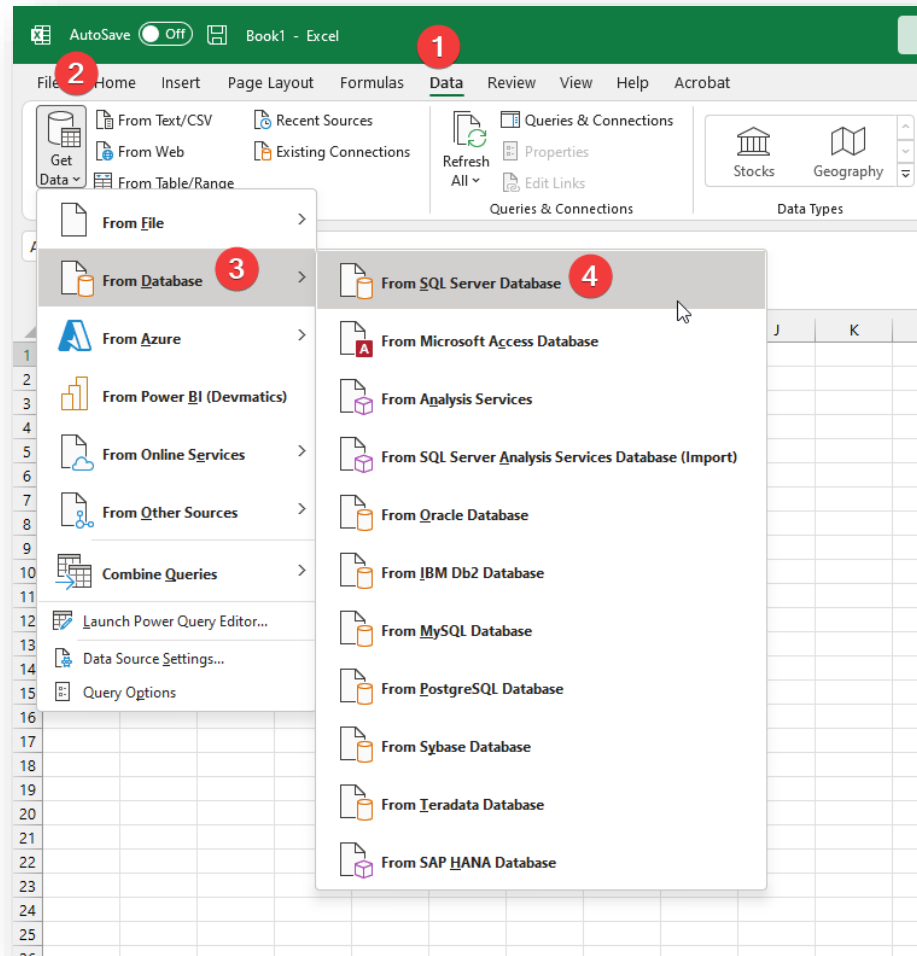 AutoSave Off Book1 - Excel
1
2
File Home Insert Page Layout Formulas Data Review View Help Acrobat
Get Data
From Text/CSV
From Web
From Table/Range
Recent Sources
Existing Connections
Refresh All
Queries & Connections
Properties
Edit Links
Queries & Connections
Stocks
Geography
Data Types
From File
From Database
3
From Azure
From Power BI (Devmatics)
From Online Services
From Other Sources
Combine Queries
Launch Power Query Editor...
Data Source Settings...
Query Options
From SQL Server Database
4
From Microsoft Access Database
From Analysis Services
From SQL Server Analysis Services Database (Import)
From Oracle Database
From IBM Db2 Database
From MySQL Database
From PostgreSQL Database
From Sybase Database
From Teradata Database
From SAP HANA Database
J K
1
2
3
4
5
6
7
8
9
10
11
12
13
14
15
16
17
18
19
20
21
22
23
24
25